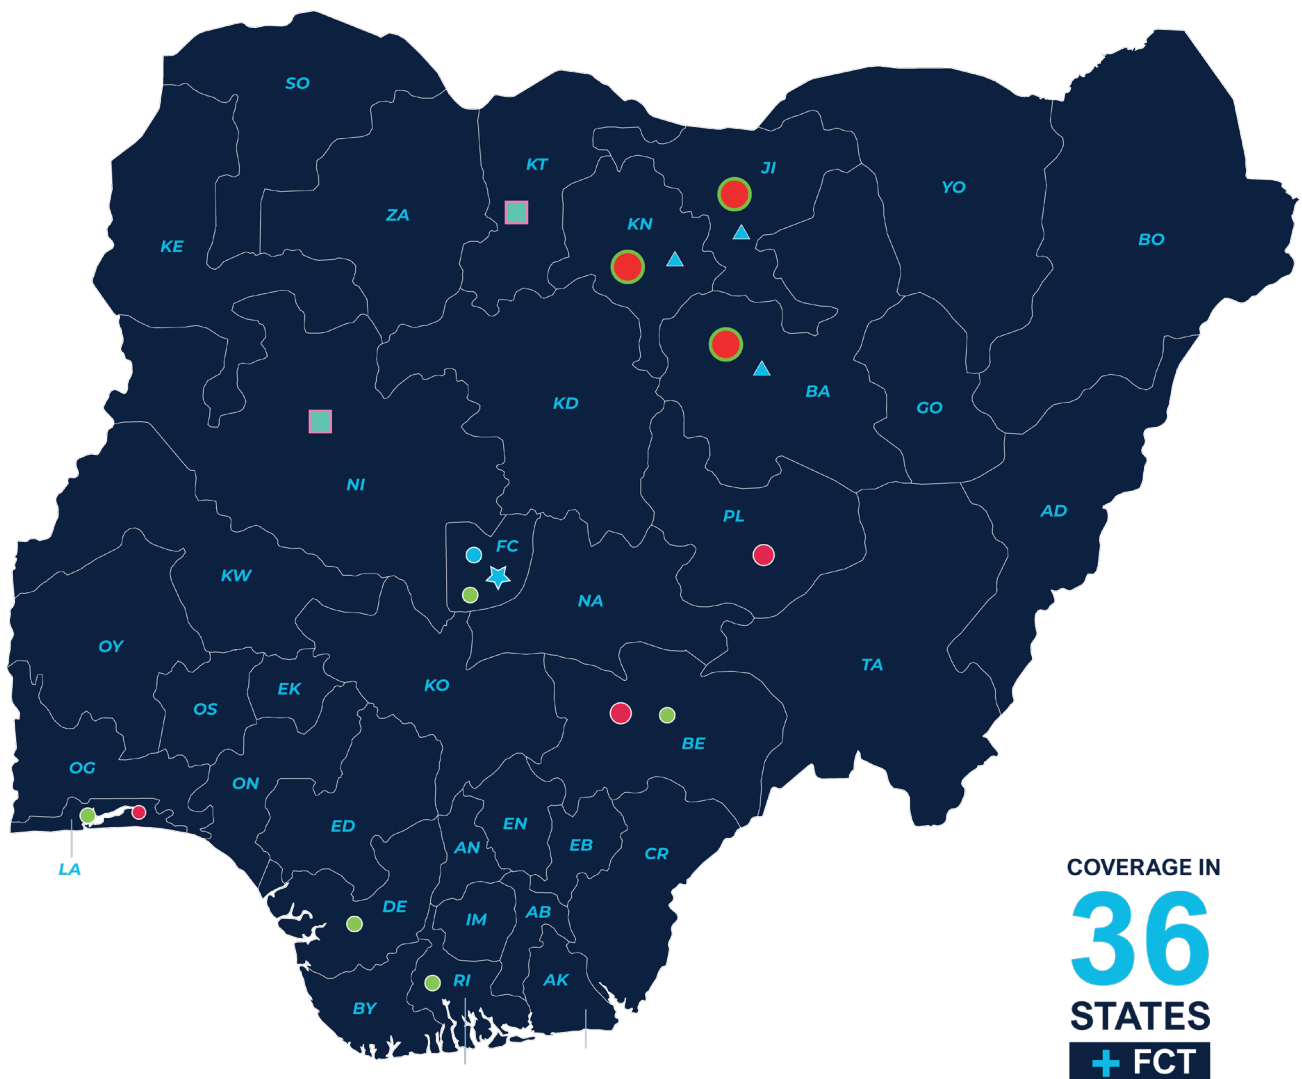 SO
KT
JI
YO
ZA
KN
KE
BO
BA
KD
GO
NI
PL
AD
FC
KW
NA
OY
TA
KO
EK
OS
BE
OG
ON
EN
ED
EB
AN
CR
LA
DE
AB
IM
RI
AK
BY
COVERAGE IN
36
STATES
+ FCT